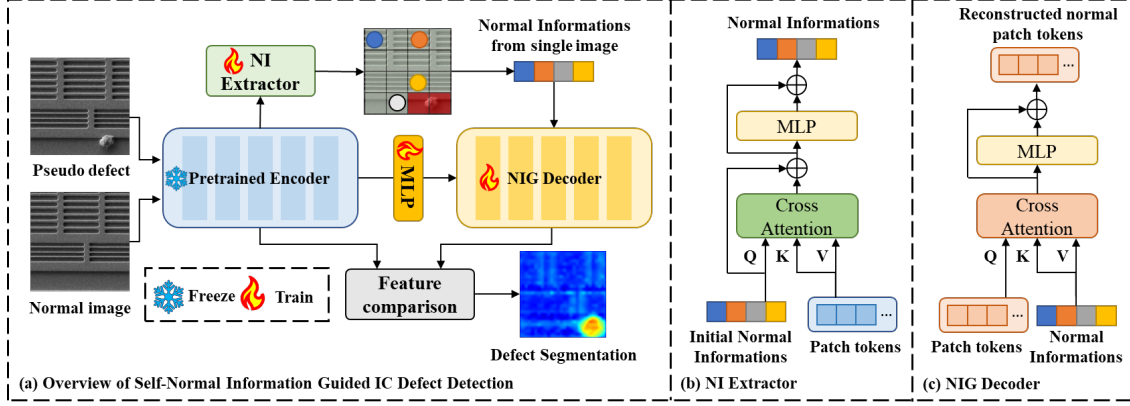 NI
Extractor
Normal Informations
from single image
Pseudo defect
Pretrained Encoder
MLP
NIG Decoder
Normal image
Freeze
Train
Feature
comparison
Defect Segmentation
(a) Overview of Self-Normal Information Guided IC Defect Detection
Normal Informations
MLP
Cross
Attention
Q
K
V
Initial Normal
Informations
...
Patch tokens
(b) NI Extractor
Reconstructed normal
patch tokens
...
MLP
Cross
Attention
Q
K
V
...
Patch tokens
Normal
Informations
(c) NIG Decoder